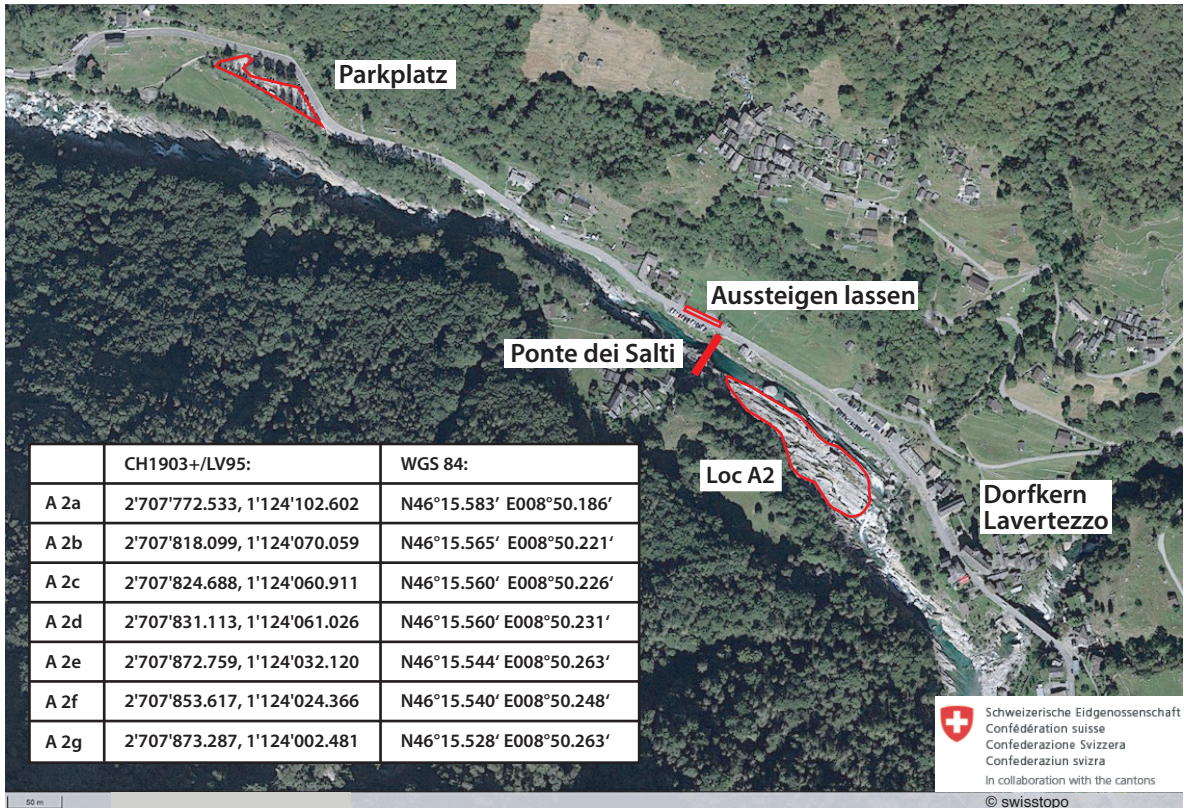 Parkplatz
Aussteigen lassen
Ponte dei Salti
Loc A2
Dorfkern
Lavertezzo
CH1903+/LV95: WGS 84:
A 2a 2'707'772.533, 1'124'102.602 N46°15.583‘ E008°50.186‘
A 2b 2'707'818.099, 1'124'070.059 N46°15.565‘ E008°50.221‘
A 2c 2'707'824.688, 1'124'060.911 N46°15.560‘ E008°50.226‘
A 2d 2'707'831.113, 1'124'061.026 N46°15.560‘ E008°50.231‘
A 2e 2'707'872.759, 1'124'032.120 N46°15.544‘ E008°50.263‘
A 2f 2'707'853.617, 1'124'024.366 N46°15.540‘ E008°50.248‘
A 2g 2'707'873.287, 1'124'002.481 N46°15.528‘ E008°50.263‘
Schweizerische Eidgenossenschaft
Confédération suisse
Confederazione Svizzera
Confederaziun svizra
In collaboration with the cantons
50 m
© swisstopo